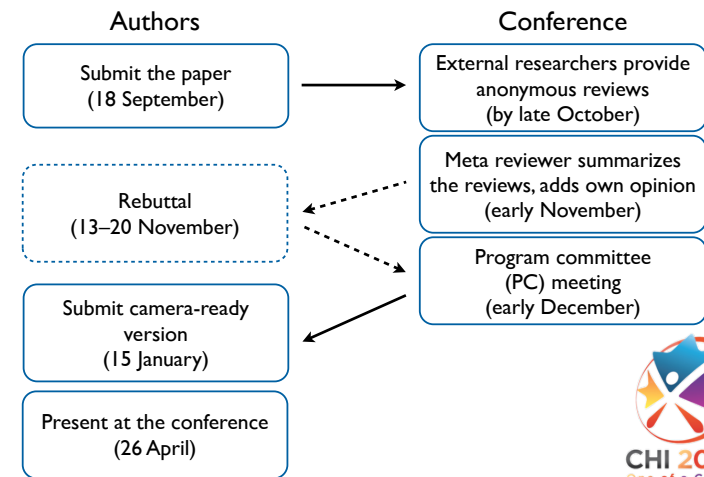 Authors
Conference
Submit the paper
(18 September)
External researchers provide
anonymous reviews
(by late October)
Meta reviewer summarizes
the reviews, adds own opinion
(early November)
Rebuttal
(13–20 November)
Program committee
(PC) meeting
(early December)
Submit camera-ready
version
(15 January)
Present at the conference
(26 April)
CHI 20